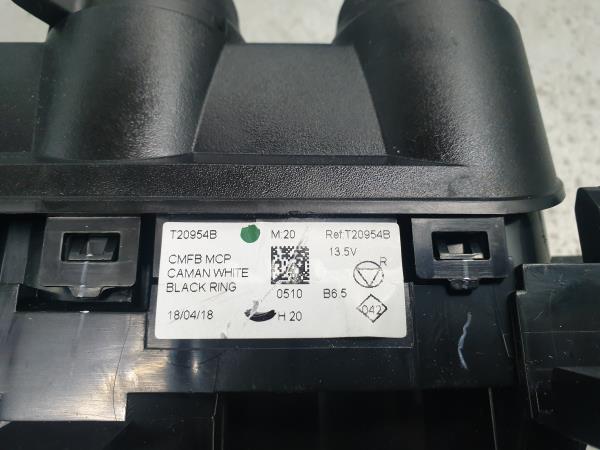 T20954B M:20 Ref:T20954B
CMFB MCP 13.5V
CAMAN WHITE R
BLACK RING 0510 B6.5
18/04/18 H 20 042